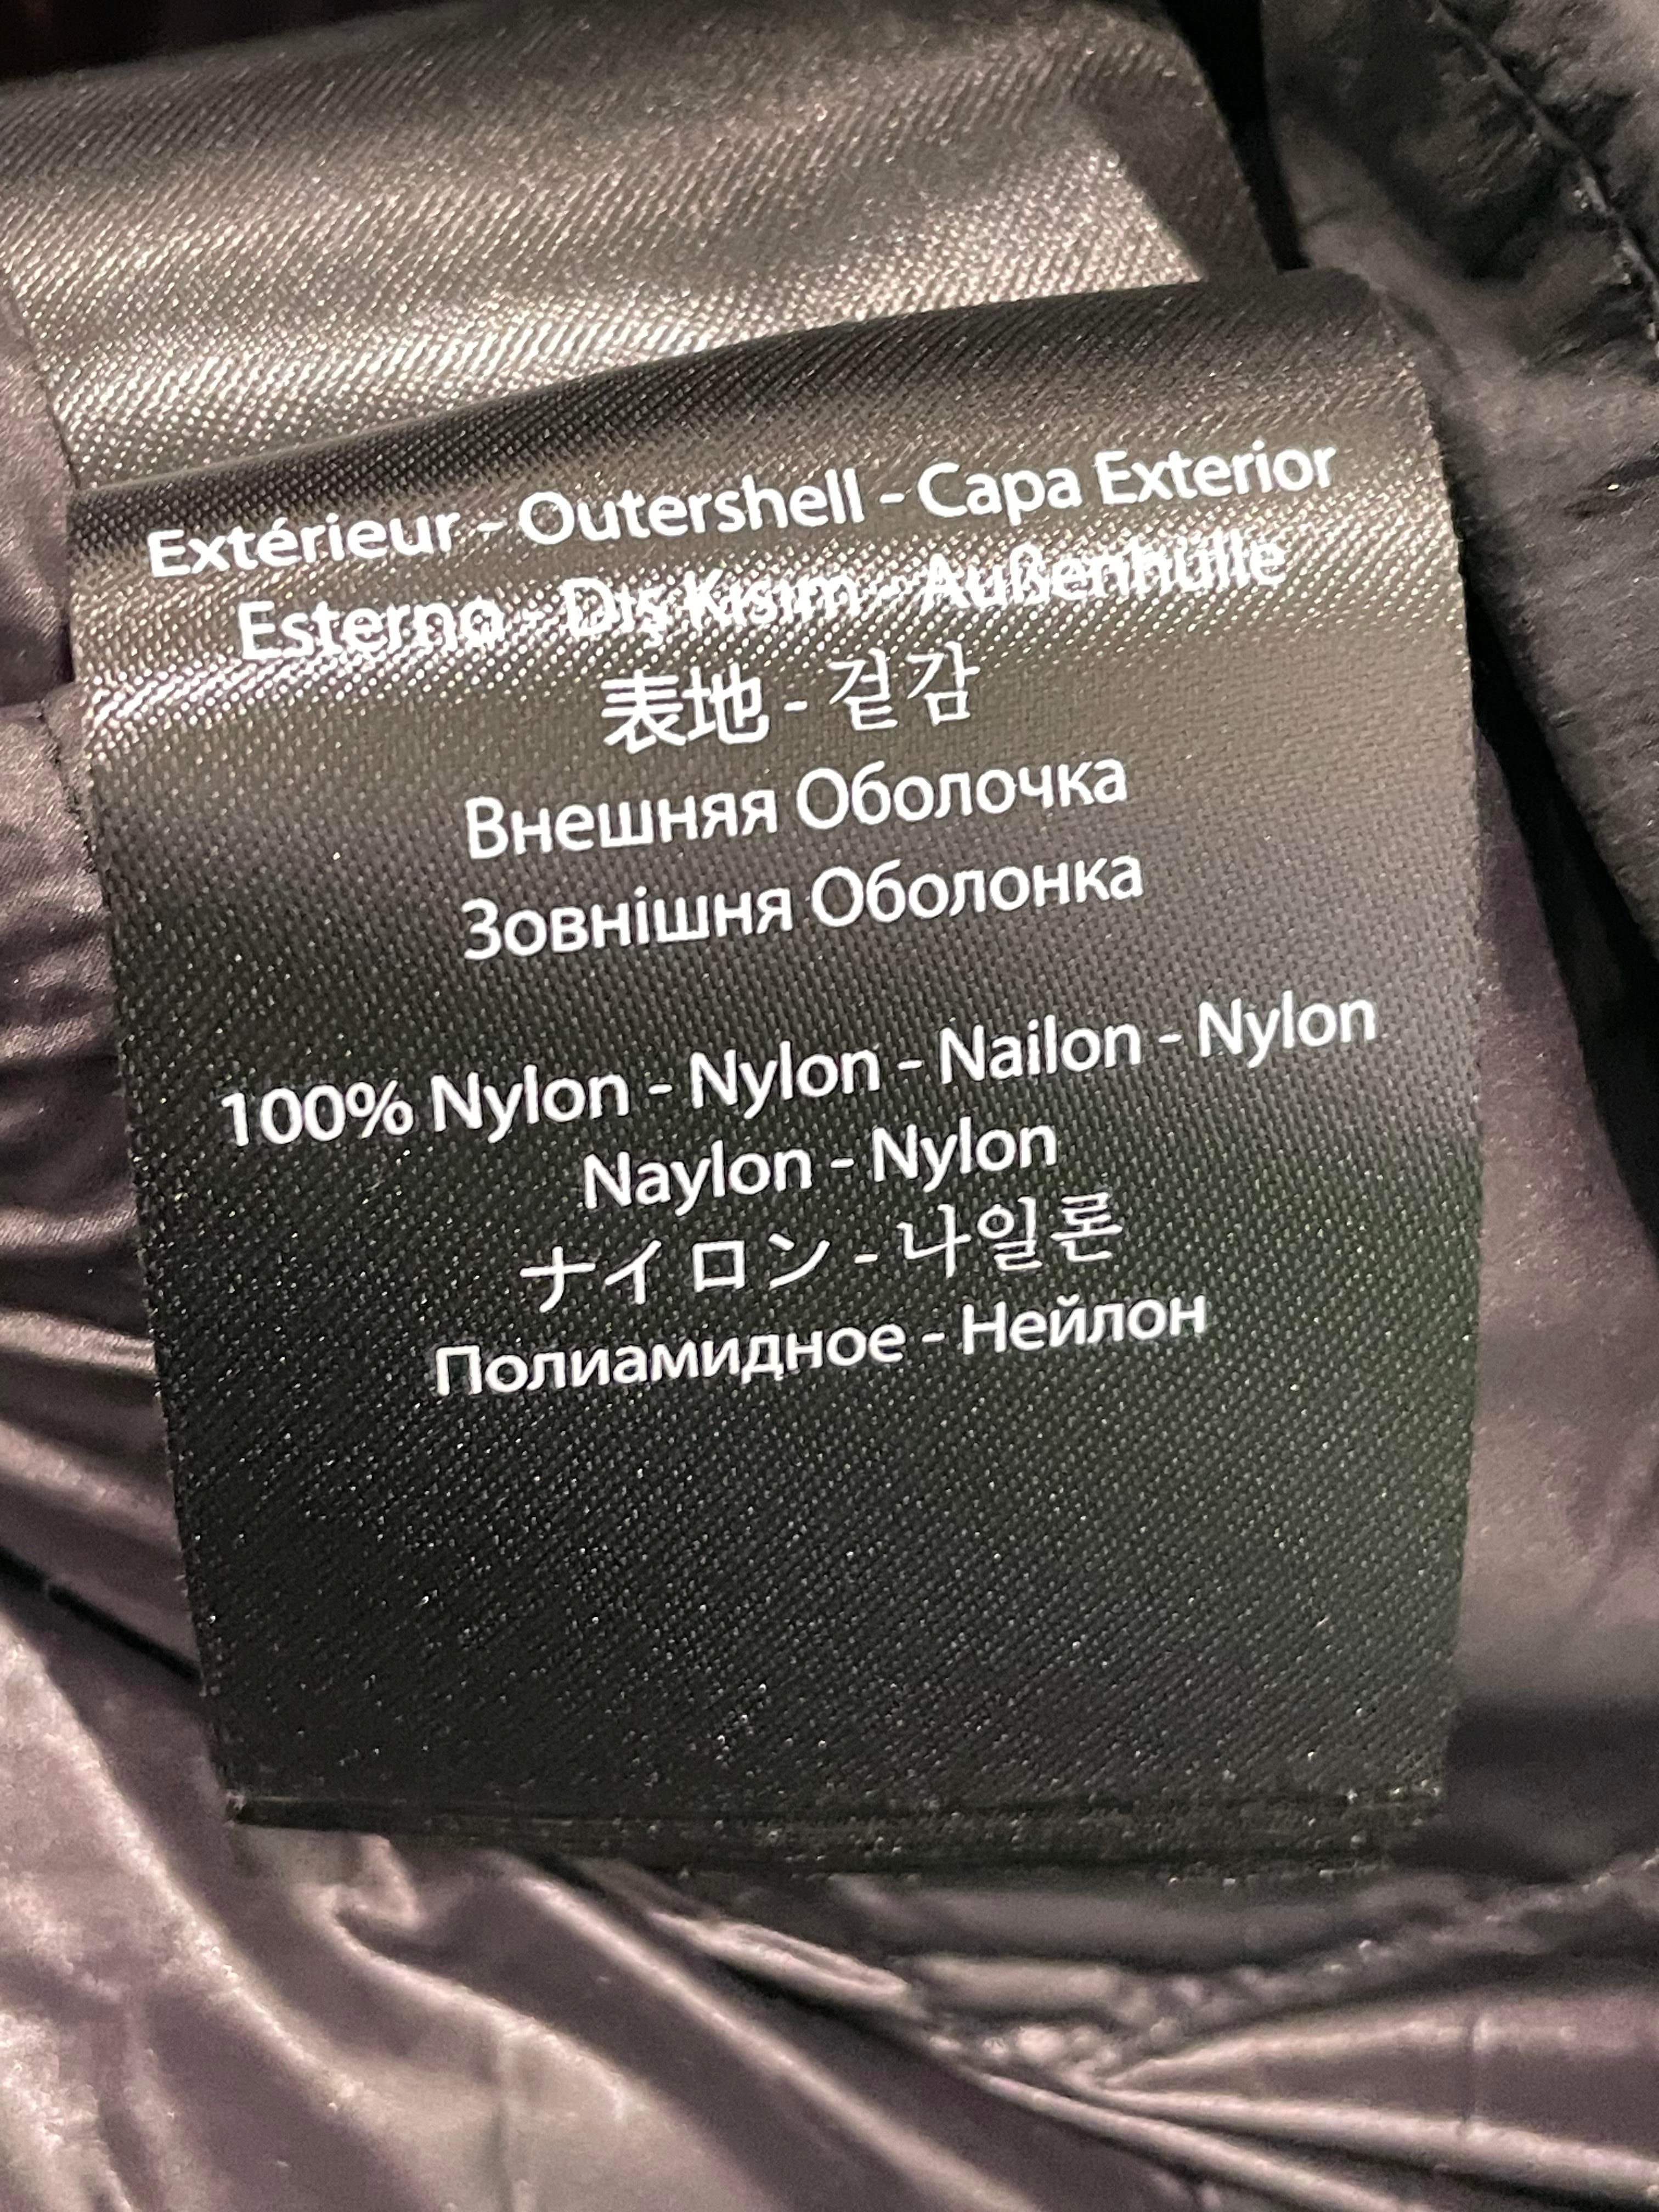 Extérieur - Outershell - Capa Exterior
Esterno - Dış Kısım - Außenhülle
表地 - 겉감
Внешняя Оболочка
Зовнішня Оболонка
100% Nylon - Nylon - Nailon - Nylon
Naylon - Nylon
ナイロン - 나일론
Полиамидное - Нейлон